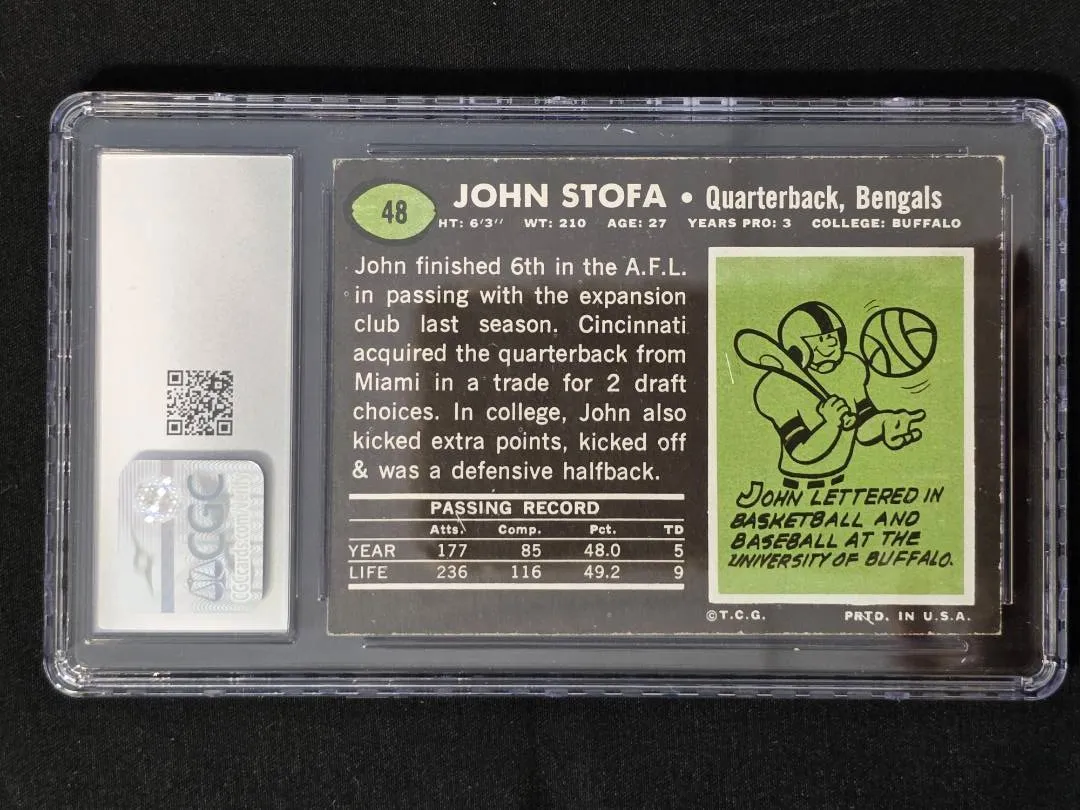 48
JOHN STOFA • Quarterback, Bengals
HT: 6'3" WT: 210 AGE: 27 YEARS PRO: 3 COLLEGE: BUFFALO
John finished 6th in the A.F.L.
in passing with the expansion
club last season. Cincinnati
acquired the quarterback from
Miami in a trade for 2 draft
choices. In college, John also
kicked extra points, kicked off
& was a defensive halfback.
PASSING RECORD
Atts. Comp. Pct. TD
YEAR 177 85 48.0 5
LIFE 236 116 49.2 9
JOHN LETTERED IN
BASKETBALL AND
BASEBALL AT THE
UNIVERSITY OF BUFFALO.
©T.C.G. PRTD. IN U.S.A.
CGC